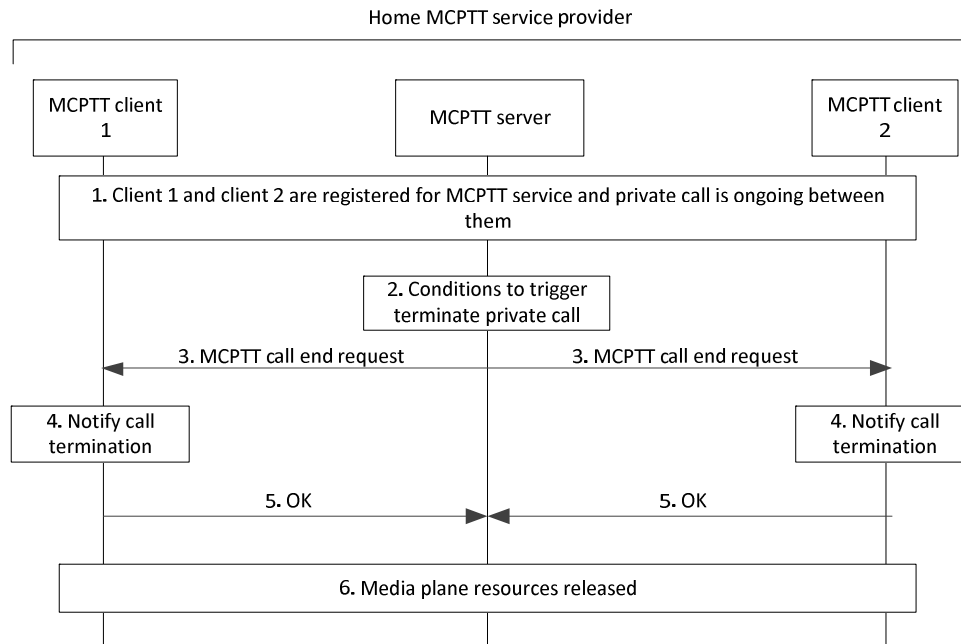 Home MCPTT service provider
MCPTT client
1
MCPTT server
MCPTT client
2
1. Client 1 and client 2 are registered for MCPTT service and private call is ongoing between
them
2. Conditions to trigger
terminate private call
3. MCPTT call end request
3. MCPTT call end request
4. Notify call
termination
4. Notify call
termination
5. OK
5. OK
6. Media plane resources released